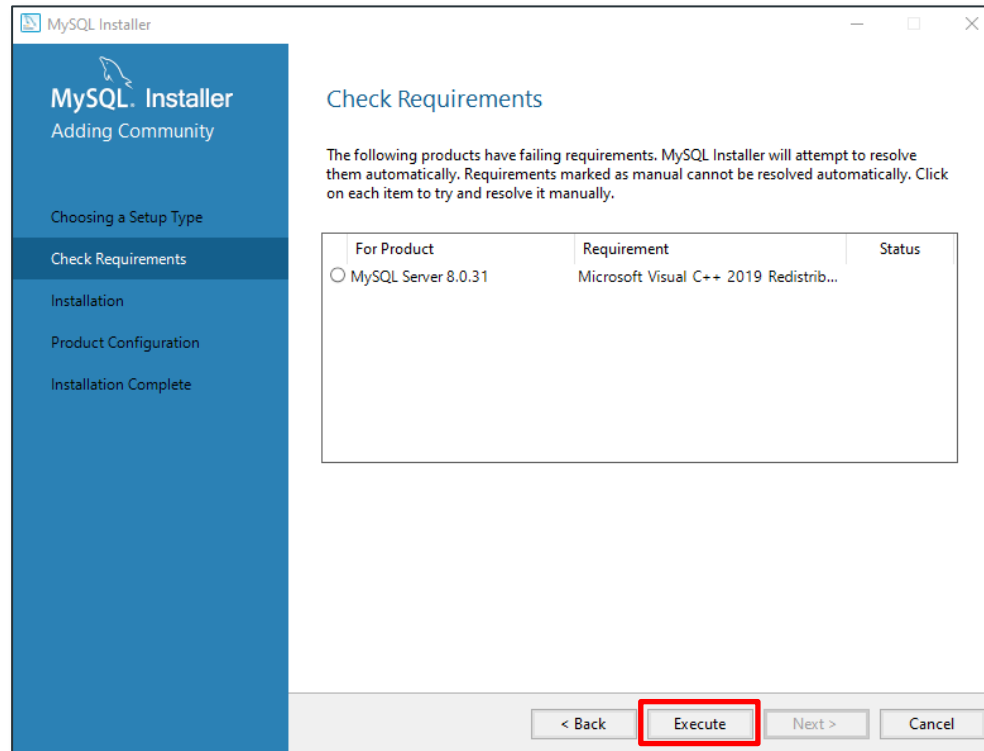 MySQL Installer
MySQL. Installer
Adding Community
Choosing a Setup Type
Check Requirements
Installation
Product Configuration
Installation Complete
Check Requirements
The following products have failing requirements. MySQL Installer will attempt to resolve
them automatically. Requirements marked as manual cannot be resolved automatically. Click
on each item to try and resolve it manually.
For Product Requirement Status
MySQL Server 8.0.31 Microsoft Visual C++ 2019 Redistrib...
< Back Execute Next > Cancel